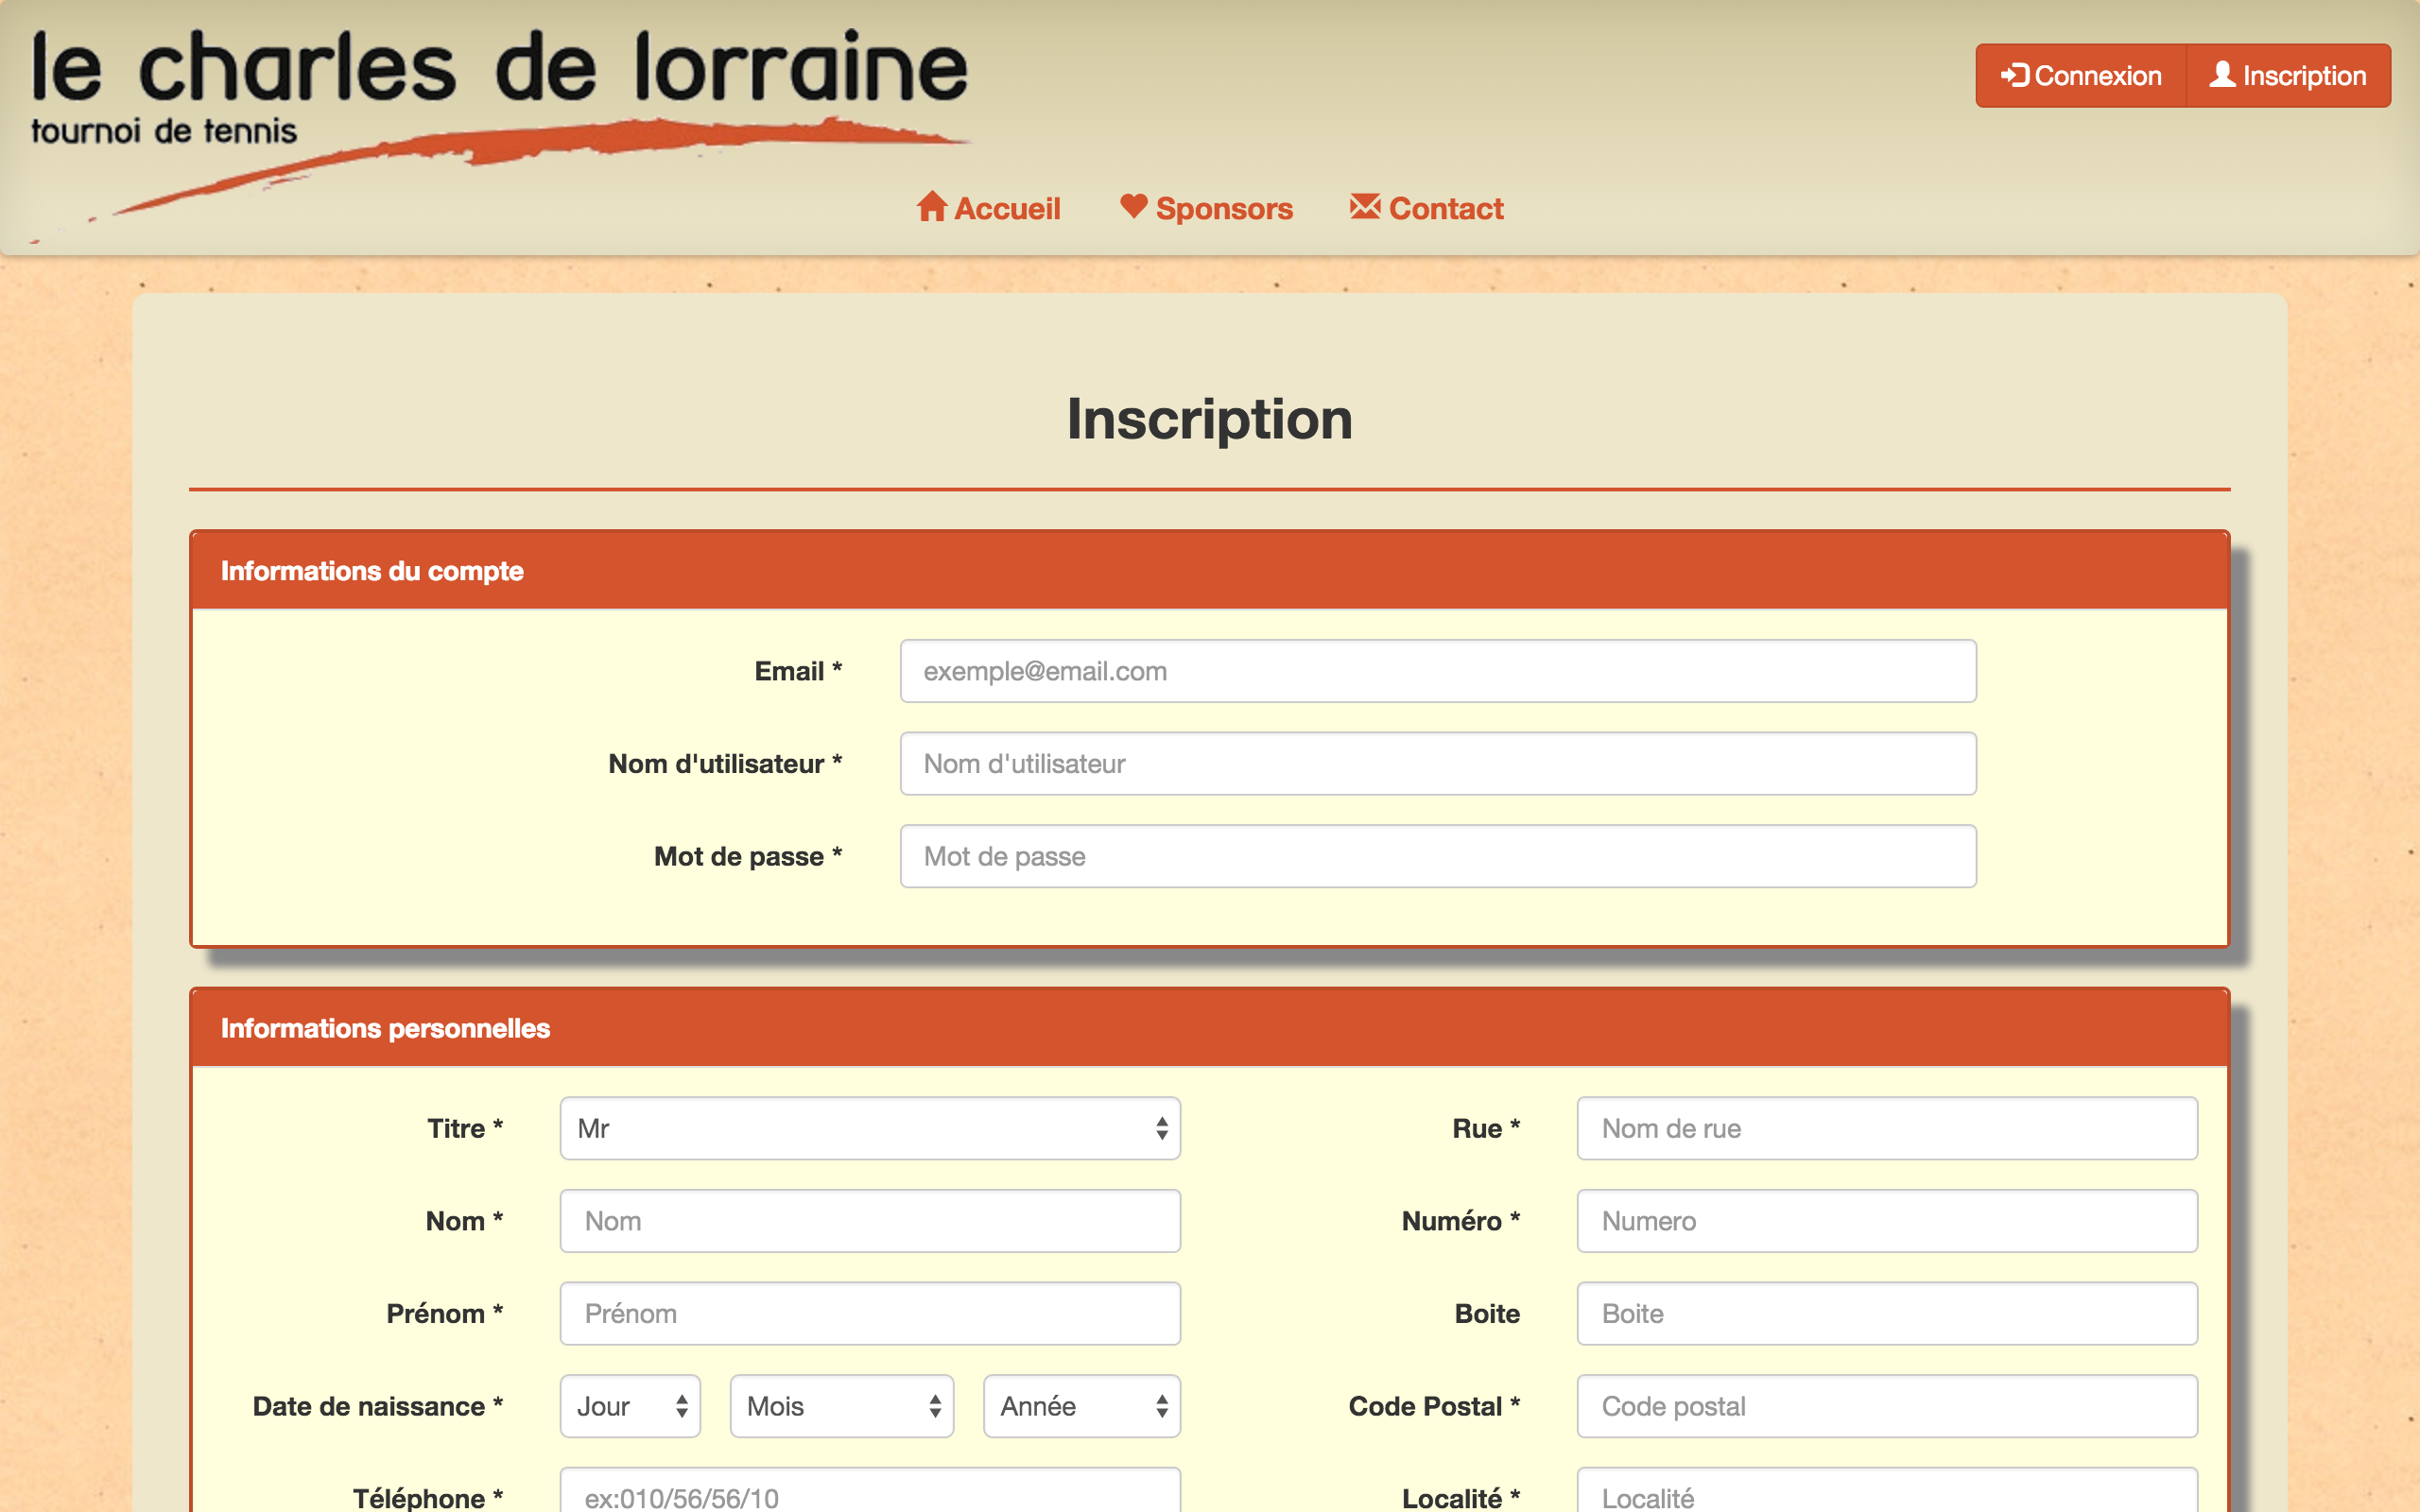 le charles de lorraine
tournoi de tennis
Connexion Inscription
Accueil Sponsors Contact
Inscription
Informations du compte
Email * exemple@email.com
Nom d'utilisateur * Nom d'utilisateur
Mot de passe * Mot de passe
Informations personnelles
Titre * Mr Rue * Nom de rue
Nom * Nom Numéro * Numero
Prénom * Prénom Boite Boite
Date de naissance * Jour Mois Année Code Postal * Code postal
Téléphone * ex:010/56/56/10 Localité * Localité